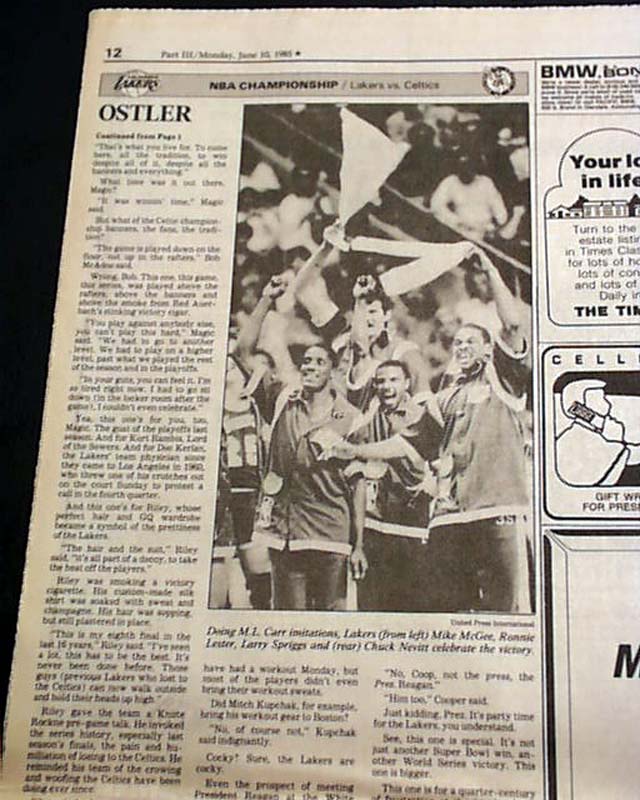 12
Part III/Monday, June 10, 1985 ★
LAKERS
NBA CHAMPIONSHIP / Lakers vs. Celtics
OSTLER
Continued from Page 1
"That's what you live for. To come
here, all the tradition, to win
despite all of it, despite all the
banners and everything."
What time was it out there,
Magic?
"It was winnin' time," Magic
said.
But what of the Celtic champion-
ship banners, the fans, the tradi-
tion?
"The game is played down on the
floor, not up in the rafters," Bob
McAdoo said.
Wrong, Bob. This one, this game,
this series, was played above the
rafters, above the banners and
above the smoke from Red Auer-
bach's stinking victory cigar.
"You play against anybody else,
you can't play this hard," Magic
said. "We had to go to another
level. We had to play on a higher
level, past what we played the rest
of the season and in the playoffs.
"In your guts, you can feel it. I'm
so tired right now. I had to go sit
down (in the locker room after the
game), I couldn't even celebrate."
Yea, this one's for you, too,
Magic. The goat of the playoffs last
season. And for Kurt Rambis, Lord
of the Sewers. And for Doc Kerlan,
the Lakers' team physician since
they came to Los Angeles in 1960,
who threw one of his crutches out
on the court Sunday to protest a
call in the fourth quarter.
And this one's for Riley, whose
perfect hair and GQ wardrobe
became a symbol of the prettiness
of the Lakers.
"The hair and the suit," Riley
said, "it's all part of a decoy, to take
the heat off the players."
Riley was smoking a victory
cigarette. His custom-made silk
shirt was soaked with sweat and
champagne. His hair was sopping,
but still plastered in place.
"This is my eighth final in the
last 16 years," Riley said. "I've seen
a lot, this has to be the best. It's
never been done before. Those
guys (previous Lakers who lost to
the Celtics) can now walk outside
and hold their heads up high."
Riley gave the team a Knute
Rockne pre-game talk. He invoked
the series history, especially last
season's finals, the pain and hu-
miliation of losing to the Celtics. He
reminded his team of the crowing
and woofing the Celtics have been
doing ever since.
United Press International
Doing M.L. Carr imitations, Lakers (from left) Mike McGee, Ronnie
Lester, Larry Spriggs and (rear) Chuck Nevitt celebrate the victory.
have had a workout Monday, but
most of the players didn't even
bring their workout sweats.
Did Mitch Kupchak, for example,
bring his workout gear to Boston?
"No, of course not," Kupchak
said indignantly.
Cocky? Sure, the Lakers are
cocky.
Even the prospect of meeting
President Reagan at the White
"No, Coop, not the press, the
Prez. Reagan."
"Him too," Cooper said.
Just kidding, Prez. It's party time
for the Lakers, you understand.
See, this one is special. It's not
just another Super Bowl win, an-
other World Series victory. This
one is bigger.
This one is for a quarter-century
BMW.
Your lo
in life
Turn to the
estate listin
in Times Clas
for lots of ho
lots of con
and lots of
Daily in
THE TIM
CELL
GIFT WR
FOR PRES
M